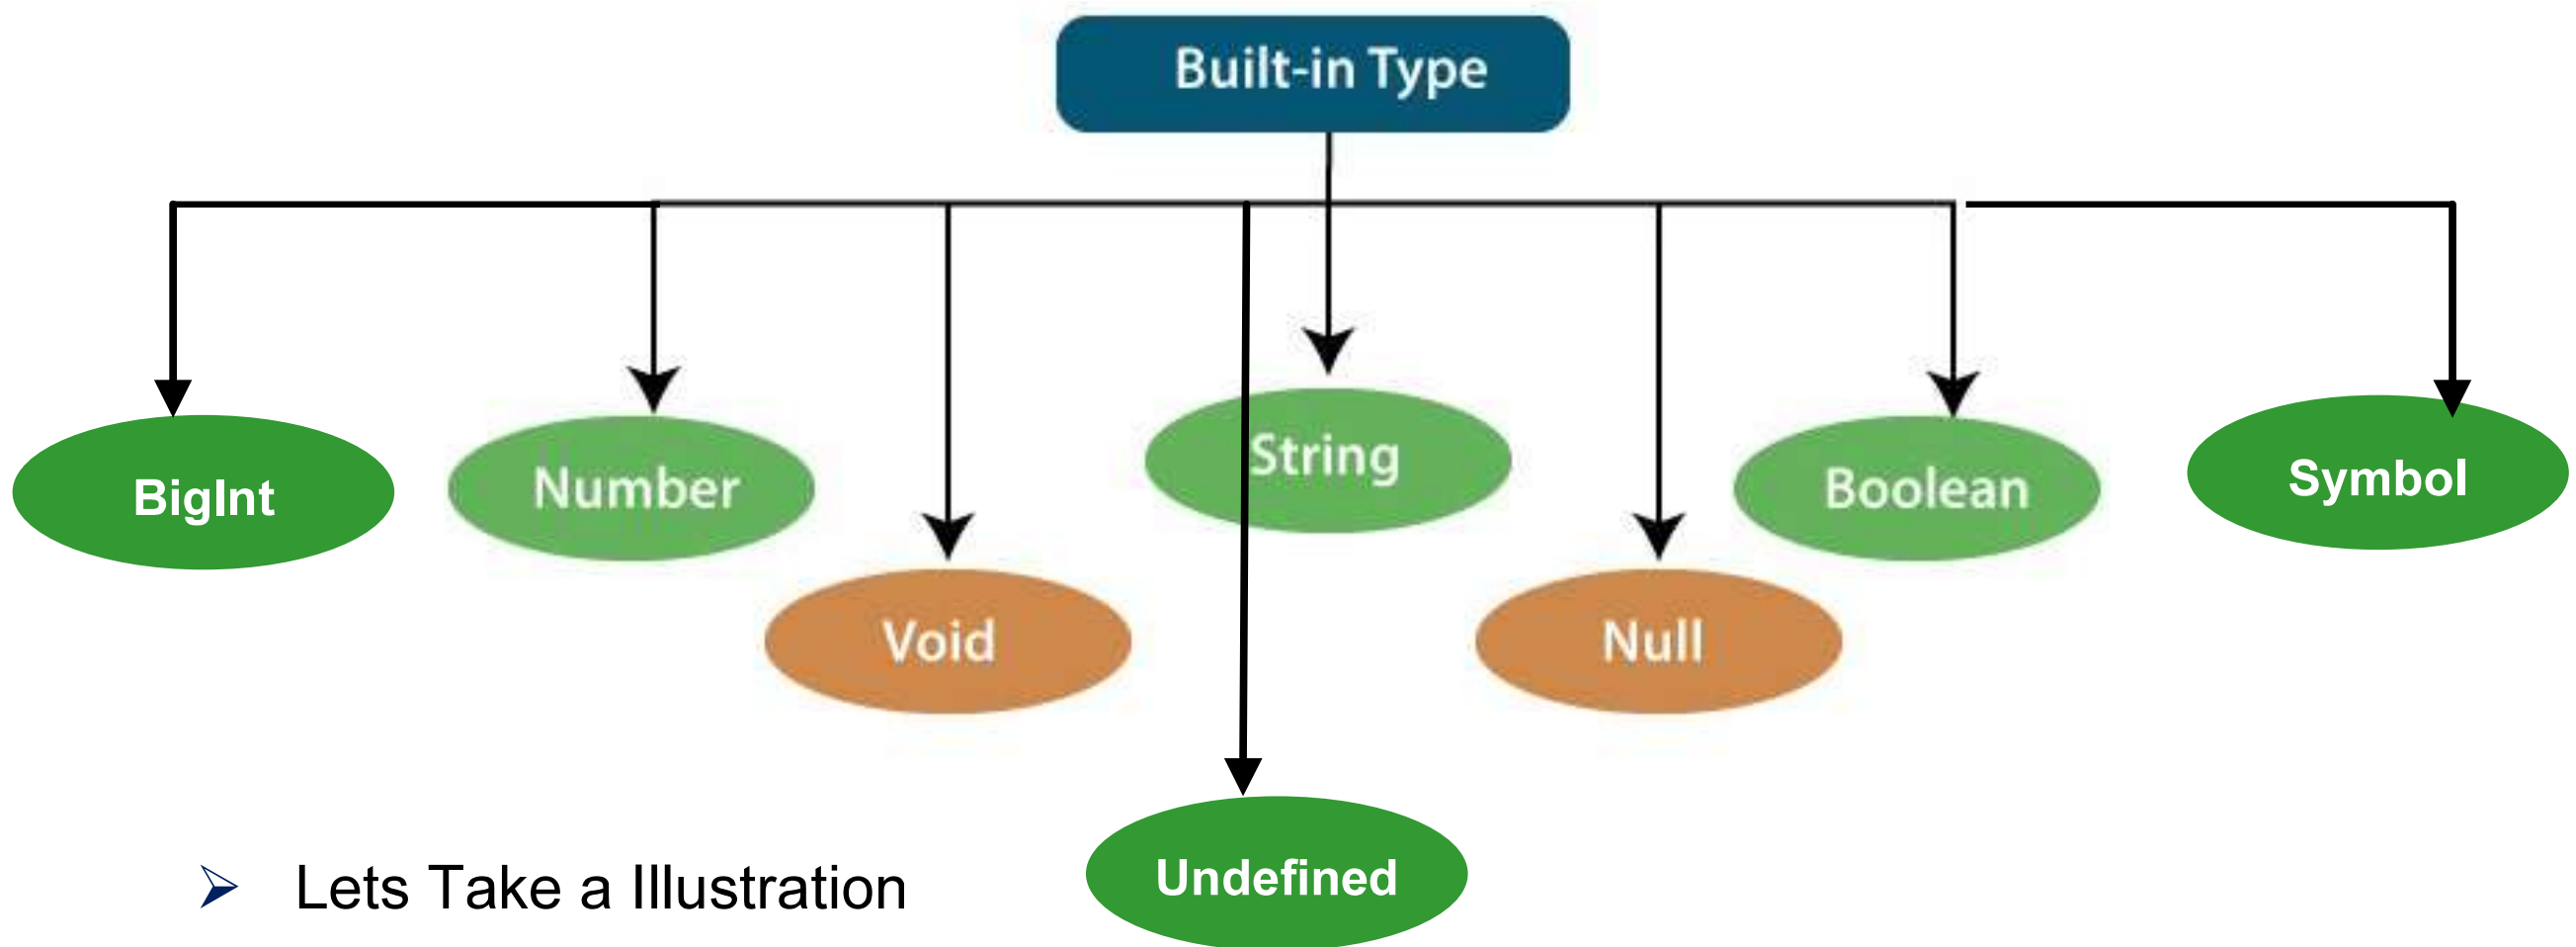 Built-in Type
BigInt
Number
String
Boolean
Symbol
Void
Null
Undefined
Lets Take a Illustration